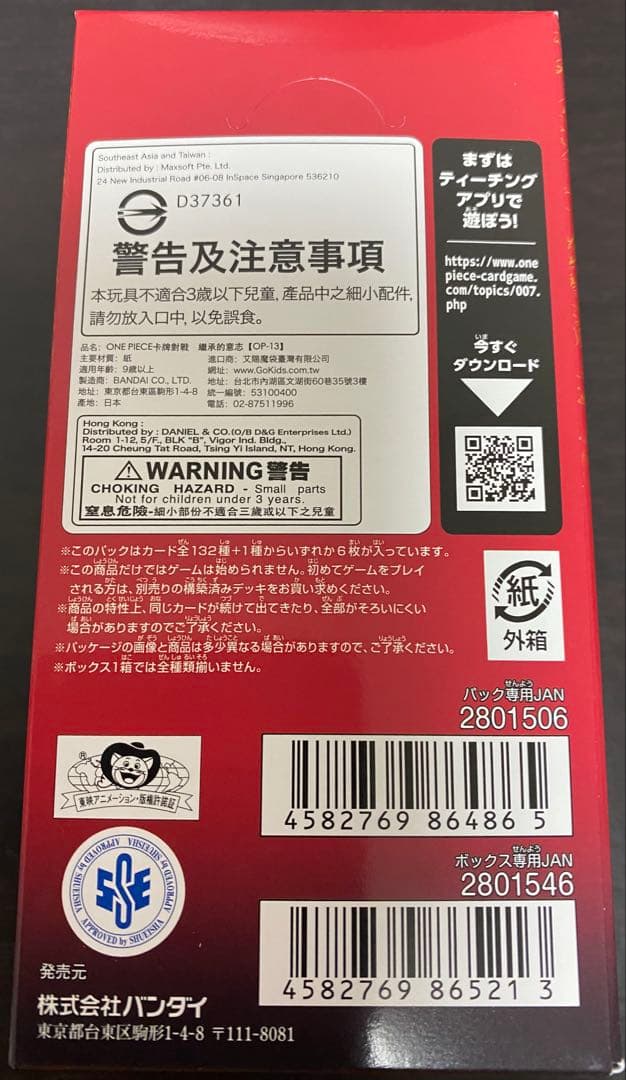 Southeast Asia and Taiwan :
Distributed by : Maxsoft Pte. Ltd.
24 New Industrial Road #06-08 InSpace Singapore 536210
D37361
警告及注意事項
本玩具不適合3歲以下兒童, 產品中之細小配件,
請勿放入口中, 以免誤食。
品名: ONE PIECE卡牌對戰 繼承的意志【OP-13】
主要材質: 紙 進口商: 艾賜魔袋臺灣有限公司
適用年齡: 9歲以上 網址: www.GoKids.com.tw
製造商: BANDAI CO., LTD. 地址: 台北市內湖區文湖街60巷35號3樓
地址: 東京都台東區駒形1-4-8 統一編號: 53100400
產地: 日本 電話: 02-87511996
Hong Kong :
Distributed by : DANIEL & CO.(O/B D&G Enterprises Ltd.)
Room 1-12, 5/F., BLK "B", Vigor Ind. Bldg.,
14-20 Cheung Tat Road, Tsing Yi Island, NT, Hong Kong.
WARNING 警告
CHOKING HAZARD - Small parts
Not for children under 3 years.
窒息危險-細小部份不適合三歲或以下之兒童
まずは
ティーチング
アプリで
遊ぼう!
https://www.one
piece-cardgame.
com/topics/007.
php
今すぐ
ダウンロード
※このパックはカード全132種+1種からいずれか6枚が入っています。
※この商品だけではゲームは始められません。初めてゲームをプレイ
される方は、別売りの構築済みデッキをお買い求めください。
※商品の特性上、同じカードが続けて出てきたり、全部がそろいにくい
場合がありますのでご了承ください。
※パッケージの画像と商品は多少異なる場合がありますので、ご了承ください。
※ボックス1箱では全種類揃いません。
紙
外箱
パック専用JAN
2801506
4582769 86486 5
ボックス専用JAN
2801546
4582769 86521 3
®
東映アニメーション・版権許諾証
APPROVED by SHUEISHA
APPROVED by SHUEISHA
発売元
株式会社バンダイ
東京都台東区駒形1-4-8 〒111-8081